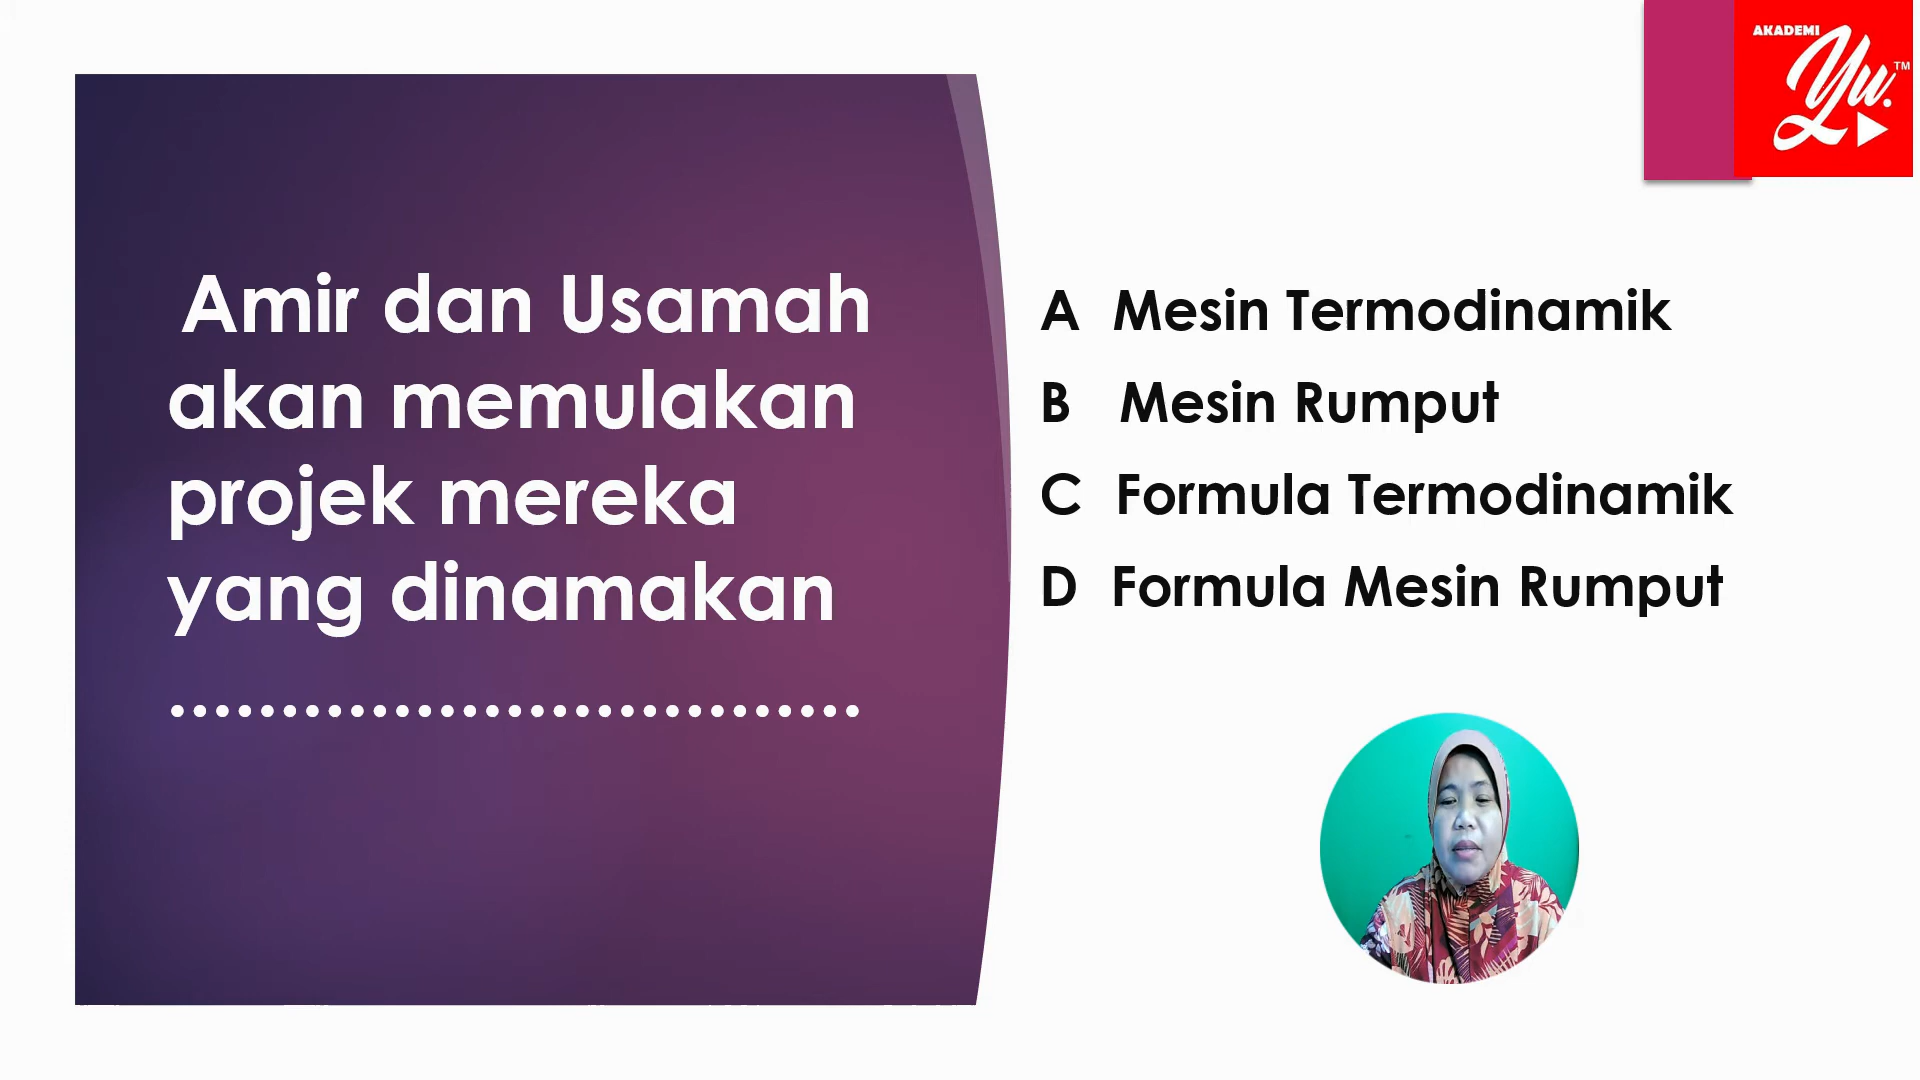 AKADEMI
Yu.
TM
Amir dan Usamah
akan memulakan
projek mereka
yang dinamakan
...............................
A Mesin Termodinamik
B Mesin Rumput
C Formula Termodinamik
D Formula Mesin Rumput